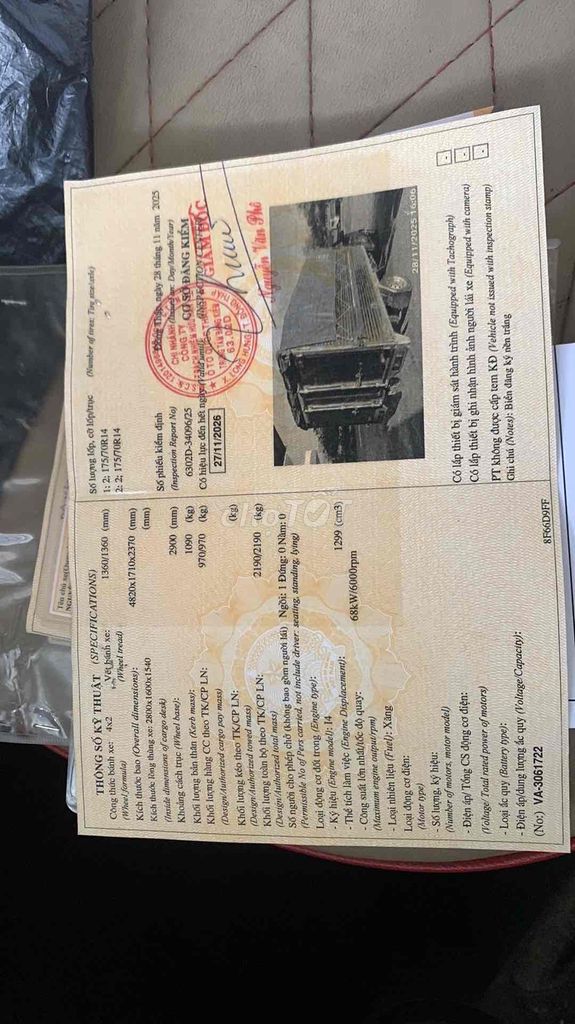 THÔNG SỐ KỸ THUẬT (SPECIFICATIONS)
Công thức bánh xe: 4x2 Vết bánh xe: 1360/1360 (mm)
(Wheel formula) (Wheel tread)
Kích thước bao (Overall dimensions): 4820x1710x2370 (mm)
Kích thước lòng thùng xe: 2800x1600x1540 (mm)
(Inside dimensions of cargo deck)
Khoảng cách trục (Wheel base): 2900 (mm)
Khối lượng bản thân (Kerb mass): 1090 (kg)
Khối lượng hàng CC theo TK/CP LN: 970/970 (kg)
(Design/Authorized cargo pay mass)
Khối lượng kéo theo TK/CP LN: (kg)
(Design/Authorized towed mass)
Khối lượng toàn bộ theo TK/CP LN: 2190/2190 (kg)
(Design/Authorized total mass)
Số người cho phép chở (không bao gồm người lái) Ngồi: 1 Đứng: 0 Nằm: 0
(Permissible No of Pers carried, not include driver: seating, standing, lying)
Loại động cơ đốt trong (Engine type):
- Ký hiệu (Engine model): I4
- Thể tích làm việc (Engine Displacement): 1299 (cm3)
- Công suất lớn nhất/tốc độ quay: 68kW/6000rpm
(Maximum engine output/rpm)
- Loại nhiên liệu (Fuel): Xăng
Loại động cơ điện:
(Motor type)
- Số lượng, ký hiệu:
(Number of motors, motor model)
- Điện áp/ Tổng CS động cơ điện:
(Voltage/ Total rated power of motors)
- Loại ắc quy (Battery type):
- Điện áp/dung lượng ắc quy (Voltage/Capacity):
(No:) VA-3061722
Số lượng lốp, cỡ lốp/trục (Number of tires: Tire size/axle)
1: 2; 175/70R14
2: 2; 175/70R14
Số phiếu kiểm định
(Inspection Report No)
6302D-34096/25
Có hiệu lực đến hết ngày
27/11/2026
ngày 28 tháng 11 năm 2025
Day/Month/Year)
CƠ SỞ ĐĂNG KIỂM
GIÁM ĐỐC
CHI NHÁNH
CÔNG TY
63.02D
Nguyễn Văn Phê
28/11/2025 16:06
Có lắp thiết bị giám sát hành trình (Equipped with Tachograph) -
Có lắp thiết bị ghi nhận hình ảnh người lái xe (Equipped with camera) -
PT không được cấp tem KĐ (Vehicle not issued with inspection stamp) -
Ghi chú (Notes): Biển đăng ký nền trắng
8F66D9FF
chợTỐT